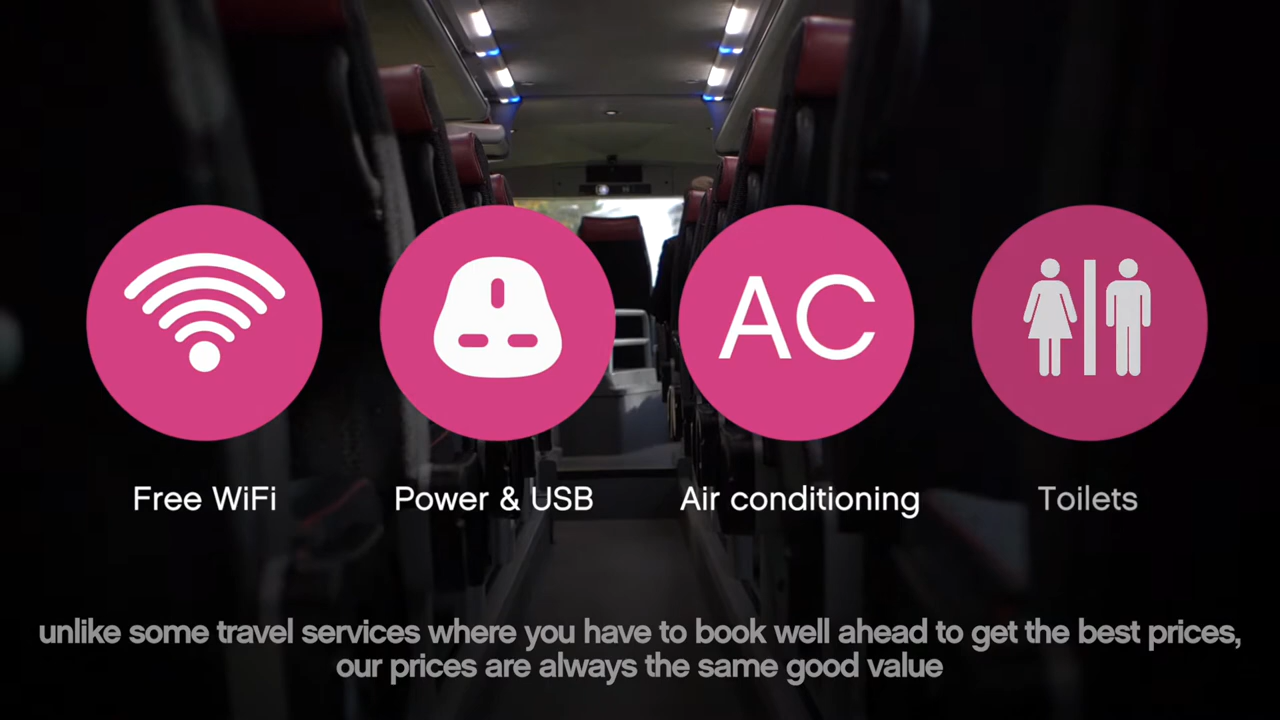 AC
Free WiFi
Power & USB
Air conditioning
Toilets
unlike some travel services where you have to book well ahead to get the best prices,
our prices are always the same good value